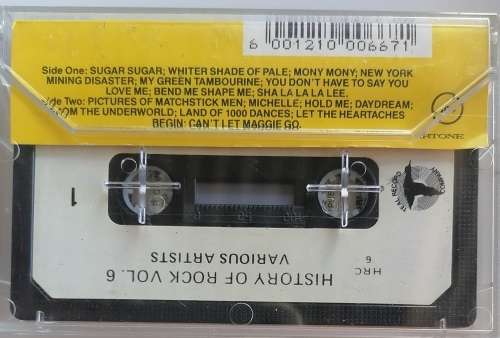 6 001210 006671
Side One: SUGAR SUGAR; WHITER SHADE OF PALE; MONY MONY; NEW YORK
MINING DISASTER; MY GREEN TAMBOURINE; YOU DON'T HAVE TO SAY YOU
LOVE ME; BEND ME SHAPE ME; SHA LA LA LA LEE.
Two: PICTURES OF MATCHSTICK MEN; MICHELLE; HOLD ME; DAYDREAM;
THE UNDERWORLD; LAND OF 1000 DANCES; LET THE HEARTACHES
BEGIN: CAN'T LET MAGGIE GO.
1
TEAL RECORD COMPANY
HRC
6
HISTORY OF ROCK VOL. 6
VARIOUS ARTISTS